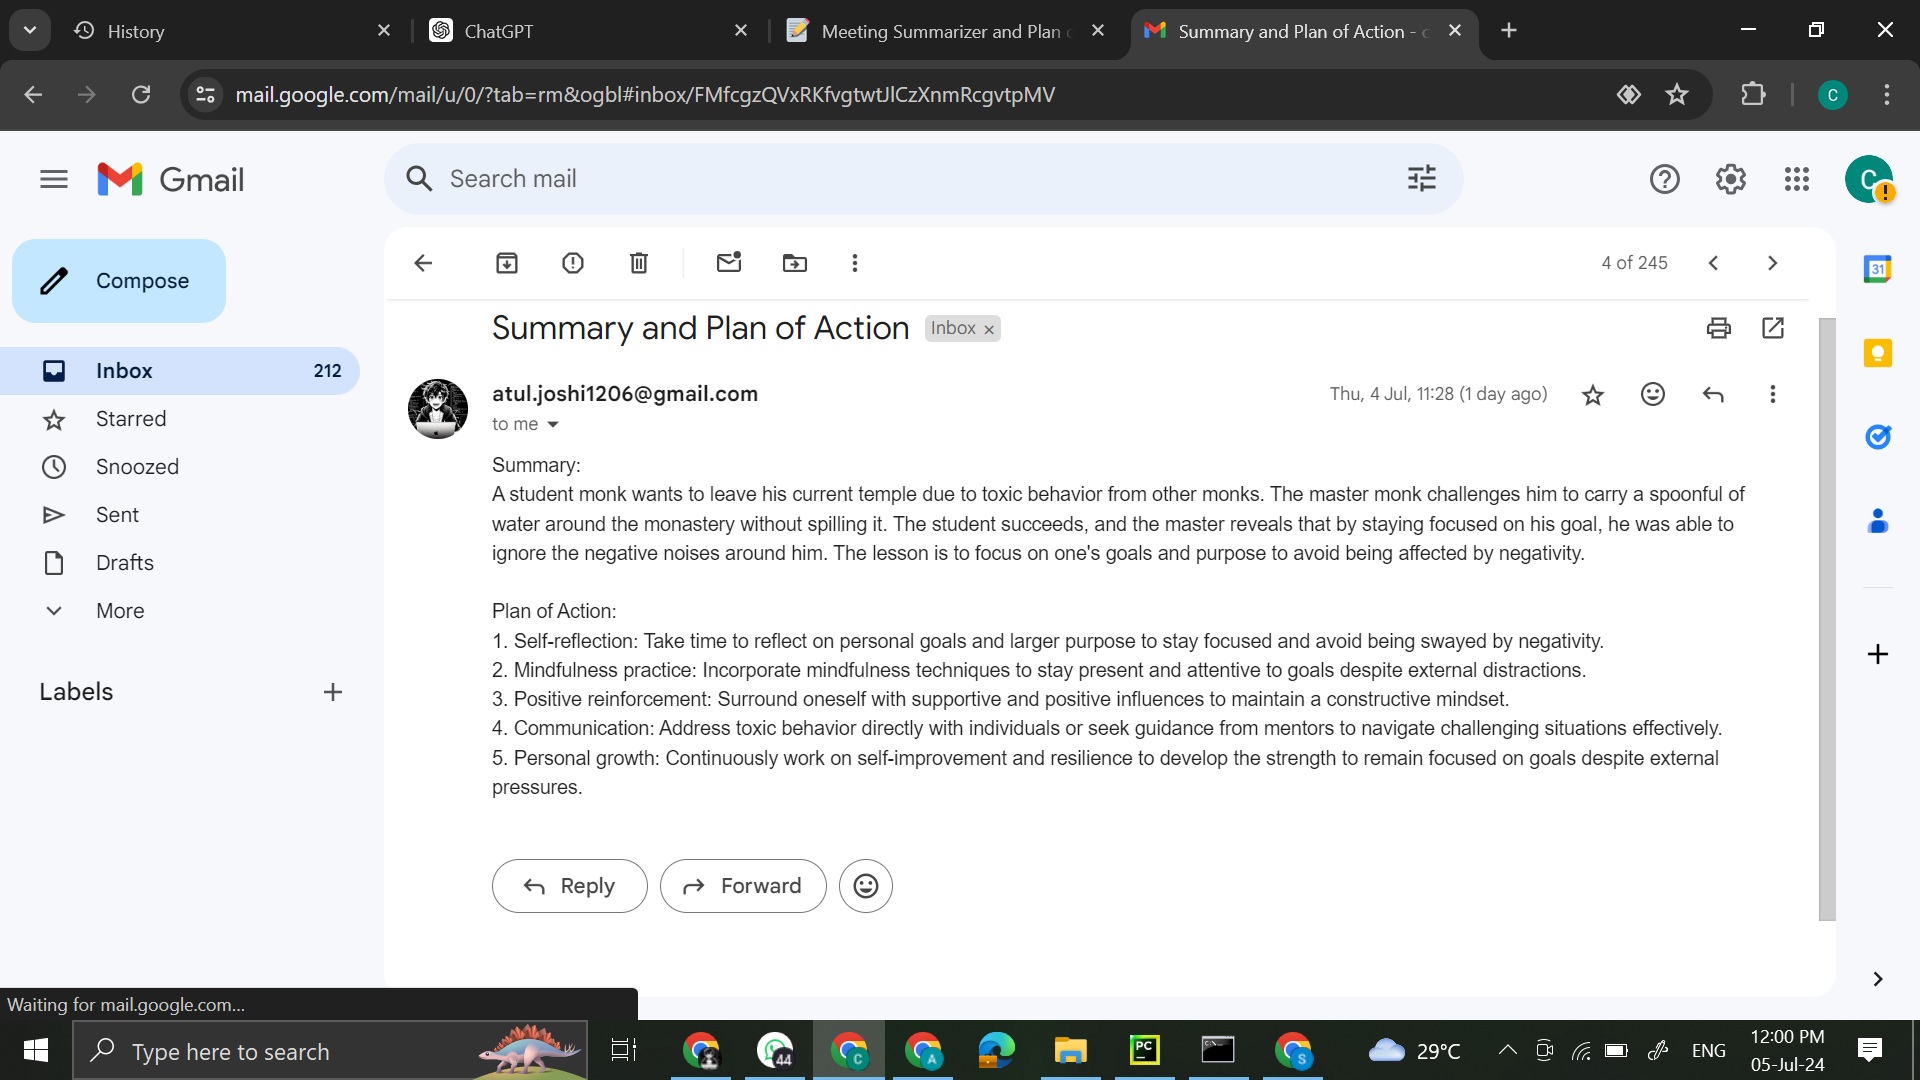 History
ChatGPT
Meeting Summarizer and Plan
Summary and Plan of Action -
mail.google.com/mail/u/0/?tab=rm&ogbl#inbox/FMfcgzQVxRKfvgtwtJlCzXnmRcgvtpMV
C
Gmail
Search mail
C
Compose
4 of 245
31
Summary and Plan of Action Inbox ×
Inbox 212
atul.joshi1206@gmail.com
Thu, 4 Jul, 11:28 (1 day ago)
to me
Starred
Snoozed
Sent
Drafts
More
Labels
Summary:
A student monk wants to leave his current temple due to toxic behavior from other monks. The master monk challenges him to carry a spoonful of
water around the monastery without spilling it. The student succeeds, and the master reveals that by staying focused on his goal, he was able to
ignore the negative noises around him. The lesson is to focus on one's goals and purpose to avoid being affected by negativity.
Plan of Action:
1. Self-reflection: Take time to reflect on personal goals and larger purpose to stay focused and avoid being swayed by negativity.
2. Mindfulness practice: Incorporate mindfulness techniques to stay present and attentive to goals despite external distractions.
3. Positive reinforcement: Surround oneself with supportive and positive influences to maintain a constructive mindset.
4. Communication: Address toxic behavior directly with individuals or seek guidance from mentors to navigate challenging situations effectively.
5. Personal growth: Continuously work on self-improvement and resilience to develop the strength to remain focused on goals despite external
pressures.
Reply
Forward
Waiting for mail.google.com...
Type here to search
44
C
A
PC
S
29°C
ENG
12:00 PM
05-Jul-24